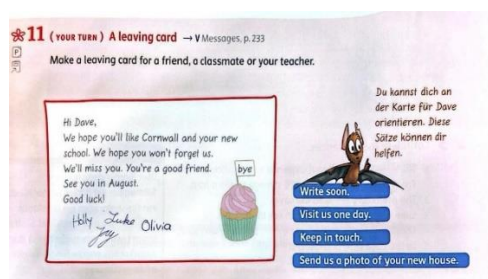 11 (YOUR TURN) A leaving card → V Messages, p. 233
P
Make a leaving card for a friend, a classmate or your teacher.
Hi Dave,
We hope you'll like Cornwall and your new
school. We hope you won't forget us.
We'll miss you. You're a good friend.
See you in August.
Good luck!
Holly Luke Olivia
Jay
bye
Du kannst dich an
der Karte für Dave
orientieren. Diese
Sätze können dir
helfen.
Write soon.
Visit us one day.
Keep in touch.
Send us a photo of your new house.